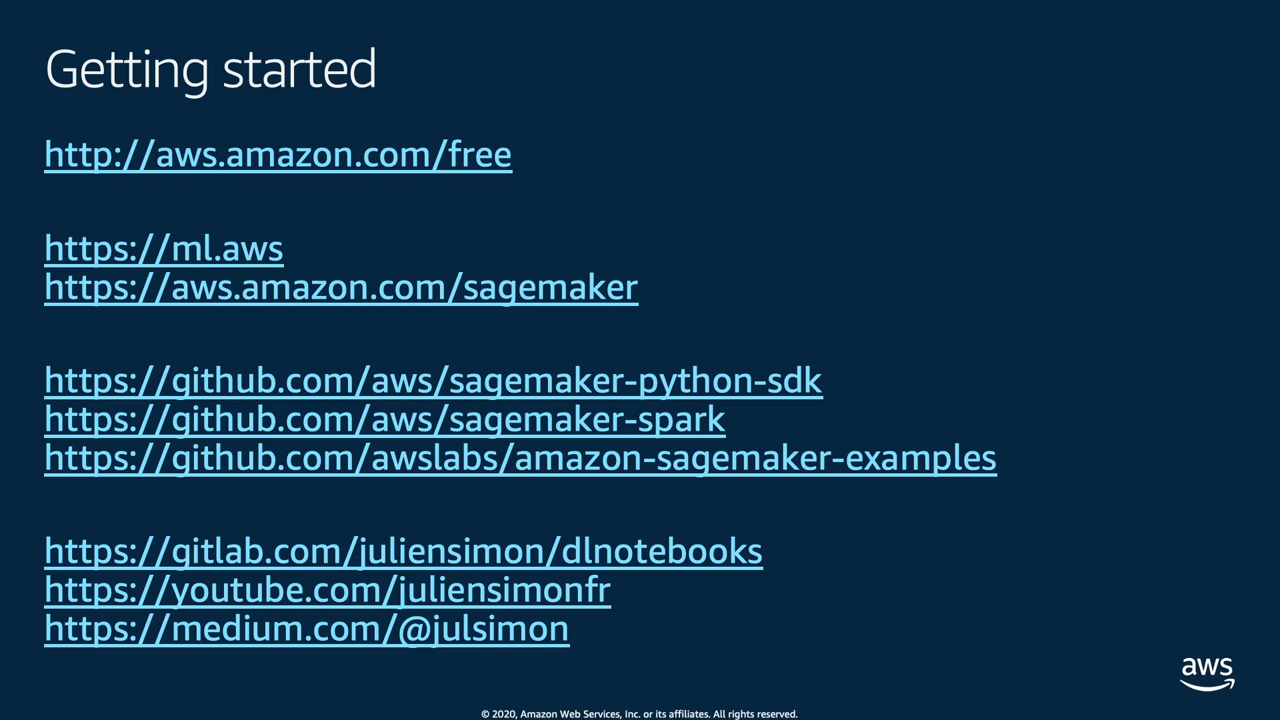 Getting started
http://aws.amazon.com/free
https://ml.aws
https://aws.amazon.com/sagemaker
https://github.com/aws/sagemaker-python-sdk
https://github.com/aws/sagemaker-spark
https://github.com/awslabs/amazon-sagemaker-examples
https://gitlab.com/juliensimon/dlnotebooks
https://youtube.com/juliensimonfr
https://medium.com/@julsimon
aws
© 2020, Amazon Web Services, Inc. or its affiliates. All rights reserved.